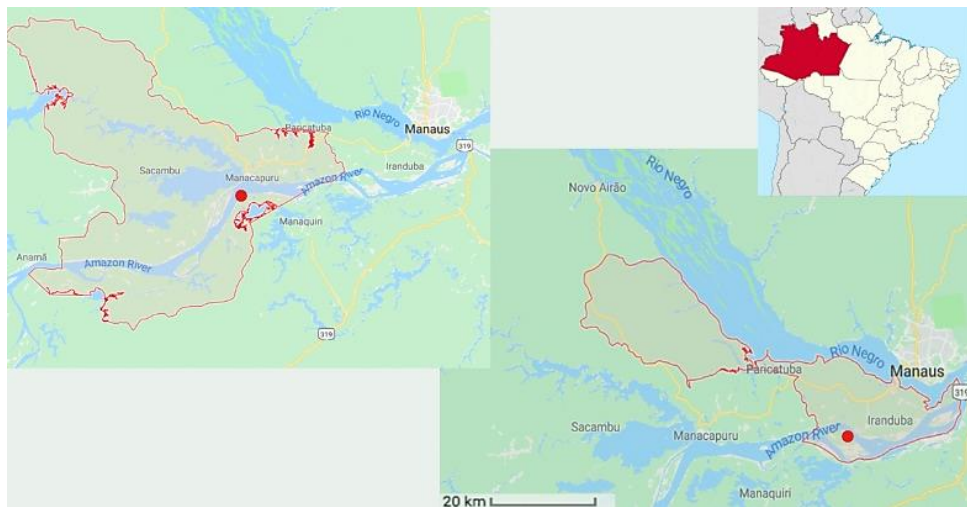 Rio Negro
Paricatuba
Manaus
319
Iranduba
Sacambu
Manacapuru
Amazon River
Manaquiri
Anamã
Amazon River
319
Rio Negro
Novo Airão
Rio Negro
Manaus
Paricatuba
319
Iranduba
Sacambu
Manacapuru
Amazon River
Manaquiri
20 km